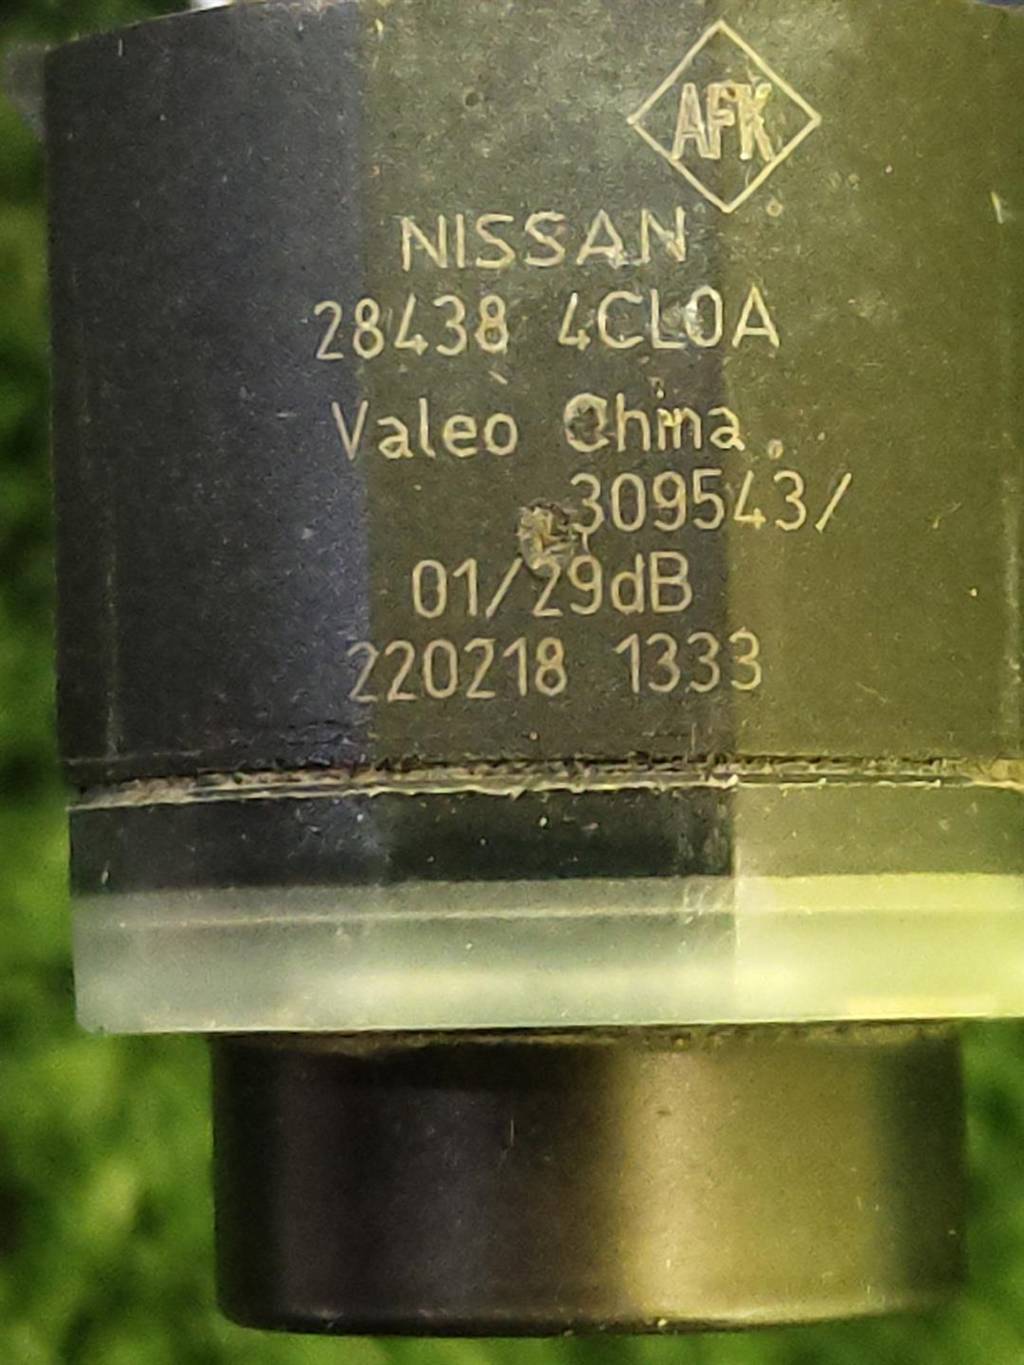 AFK
NISSAN
28438 4CL0A
Valeo China
309543/
01/29dB
220218 1333